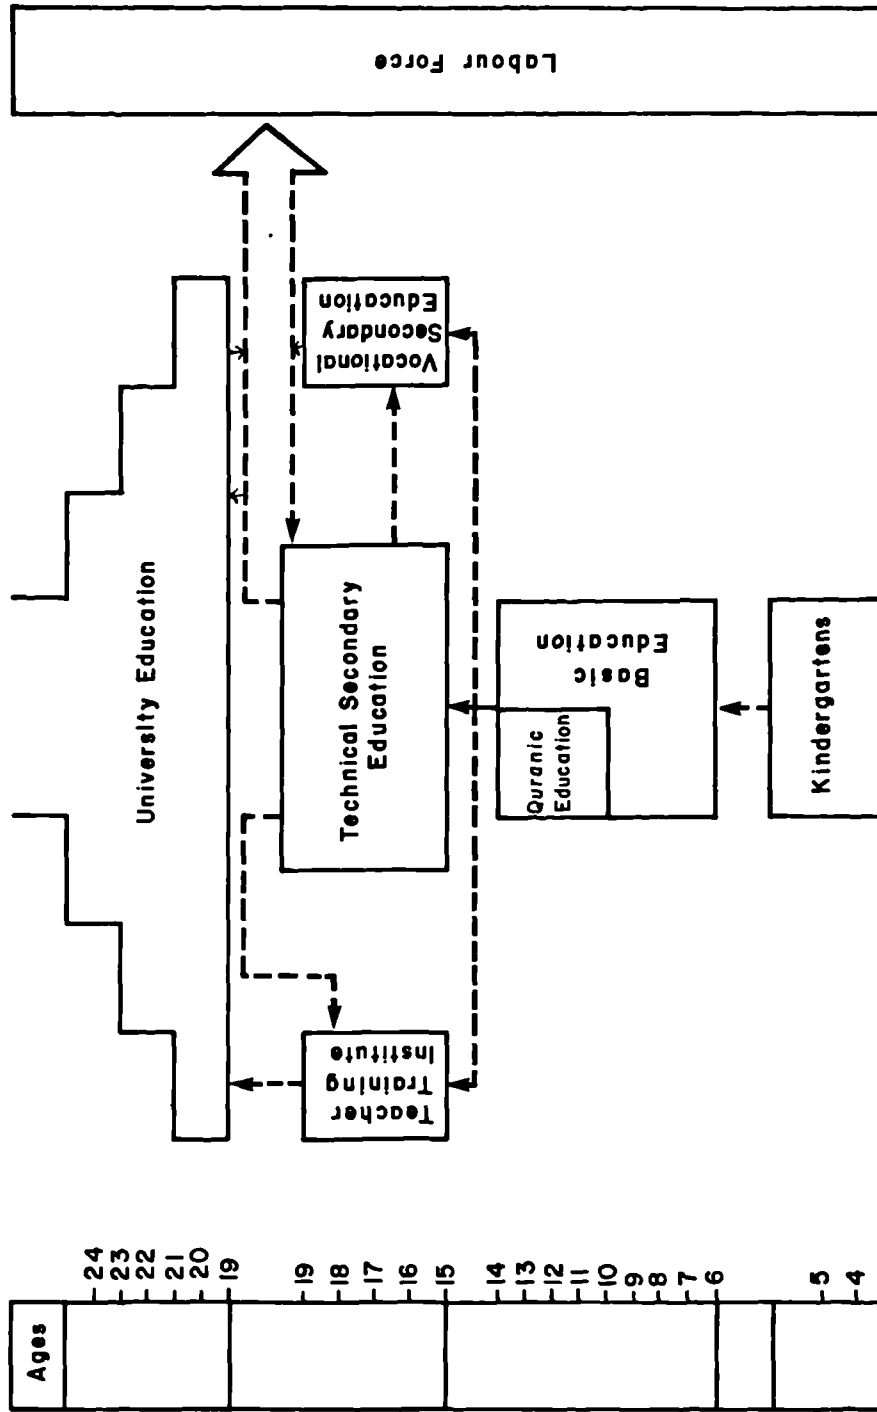 Ages
24
23
22
21
20
19
19
18
17
16
15
14
13
12
11
10
9
8
7
6
5
4
University Education
Teacher
Training
Institute
Technical Secondary
Education
Vocational
Secondary
Education
Quranic
Education
Basic
Education
Kindergartens
Labour Force